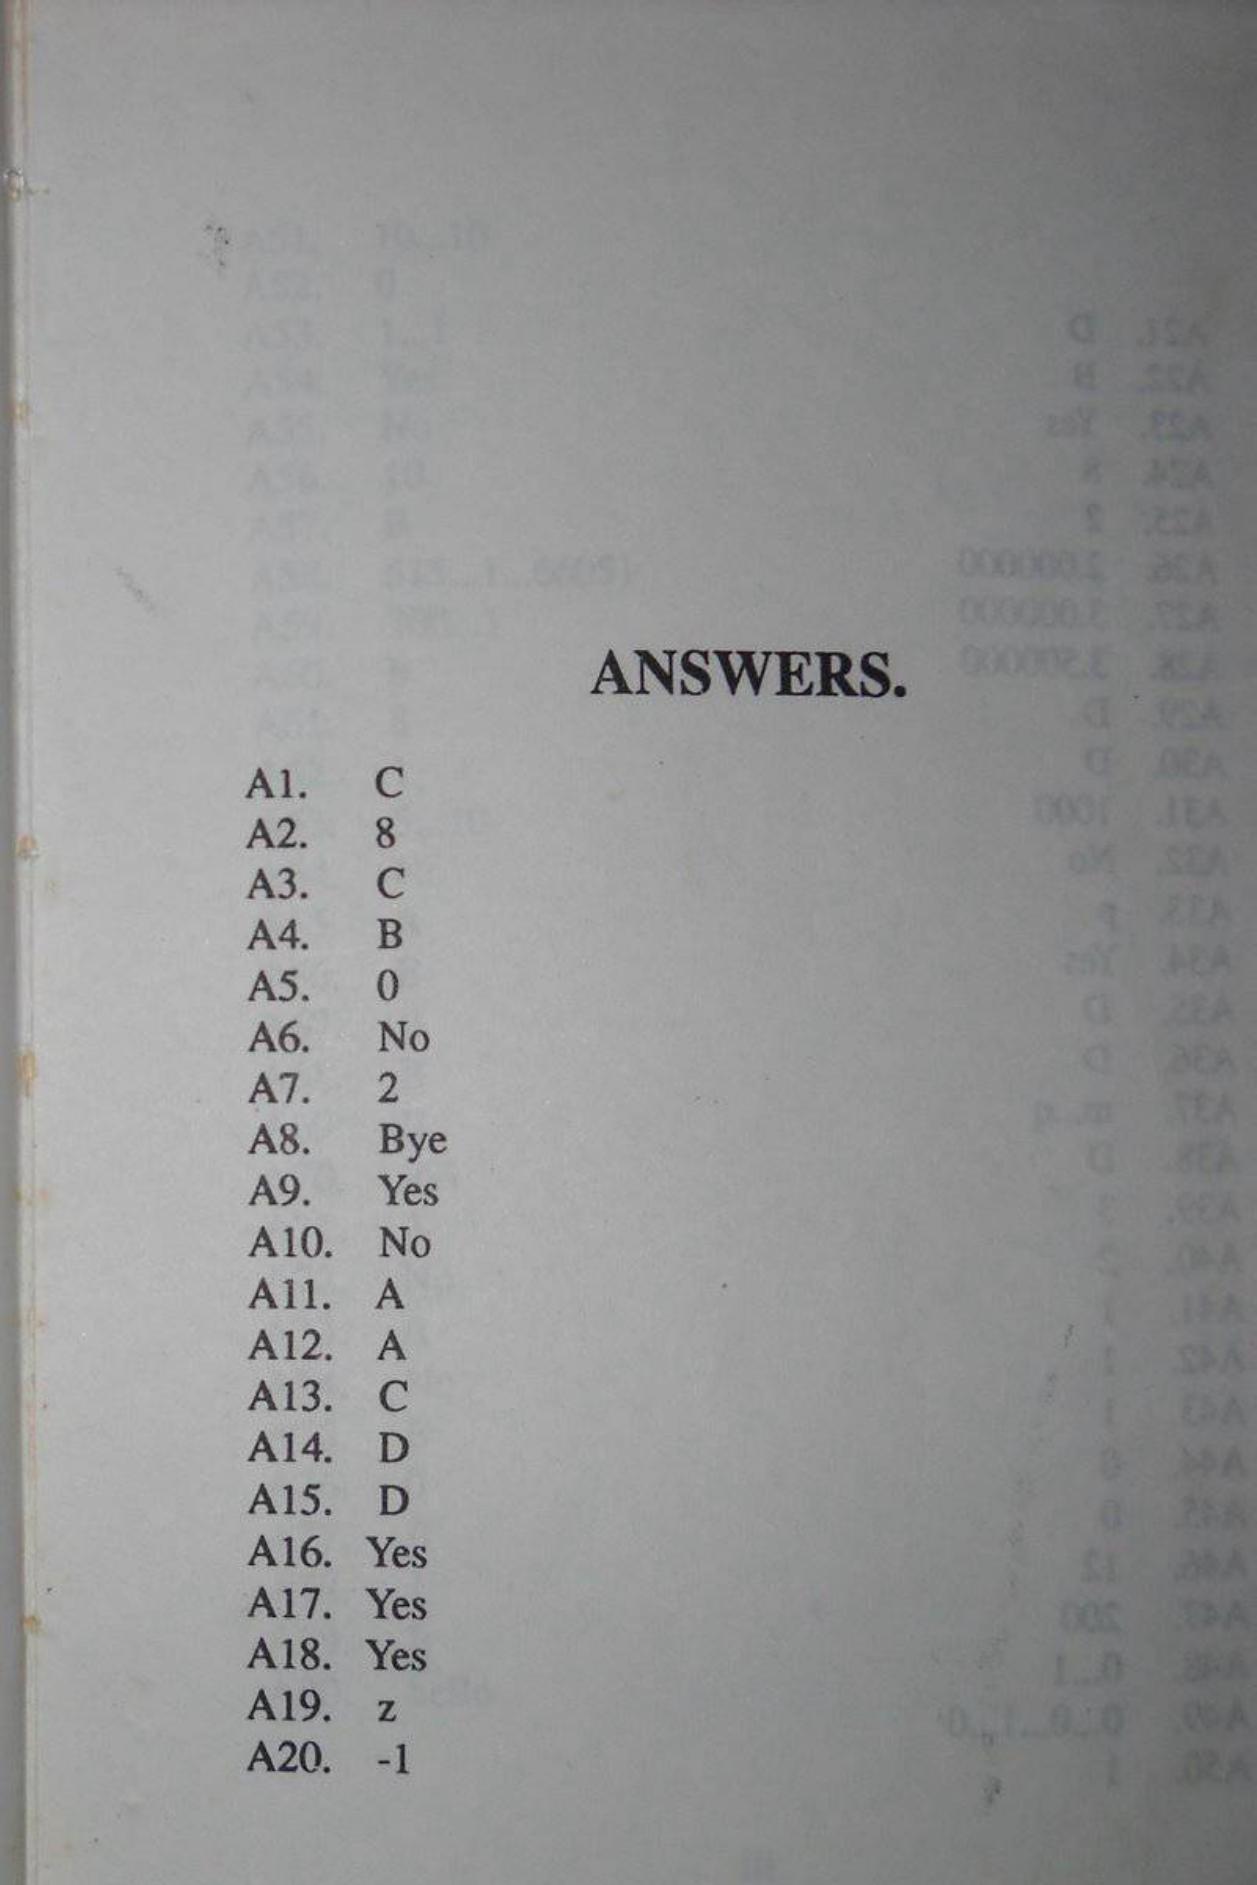 ANSWERS.
A1. C
A2. 8
A3. C
A4. B
A5. 0
A6. No
A7. 2
A8. Bye
A9. Yes
A10. No
A11. A
A12. A
A13. C
A14. D
A15. D
A16. Yes
A17. Yes
A18. Yes
A19. z
A20. -1